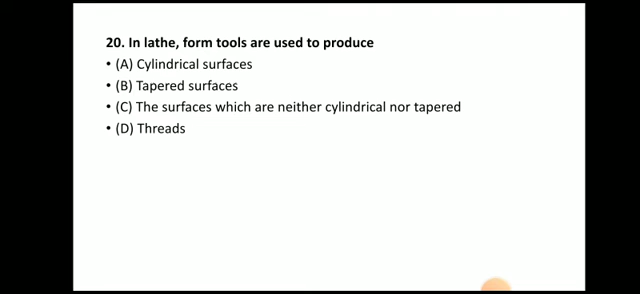 20. In lathe, form tools are used to produce
• (A) Cylindrical surfaces
• (B) Tapered surfaces
• (C) The surfaces which are neither cylindrical nor tapered
• (D) Threads